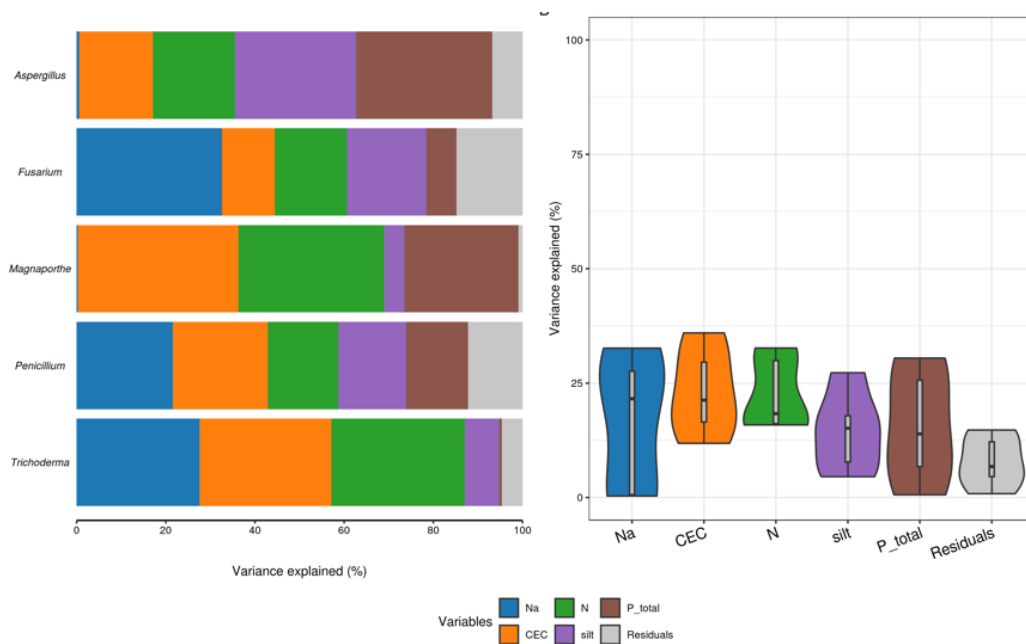 Aspergillus
Fusarium
Magnaporthe
Penicillium
Trichoderma
0 20 40 60 80 100
Variance explained (%)
100
75
50
25
0
Variance explained (%)
Na CEC N silt P_total Residuals
Variables
Na N P_total
CEC silt Residuals